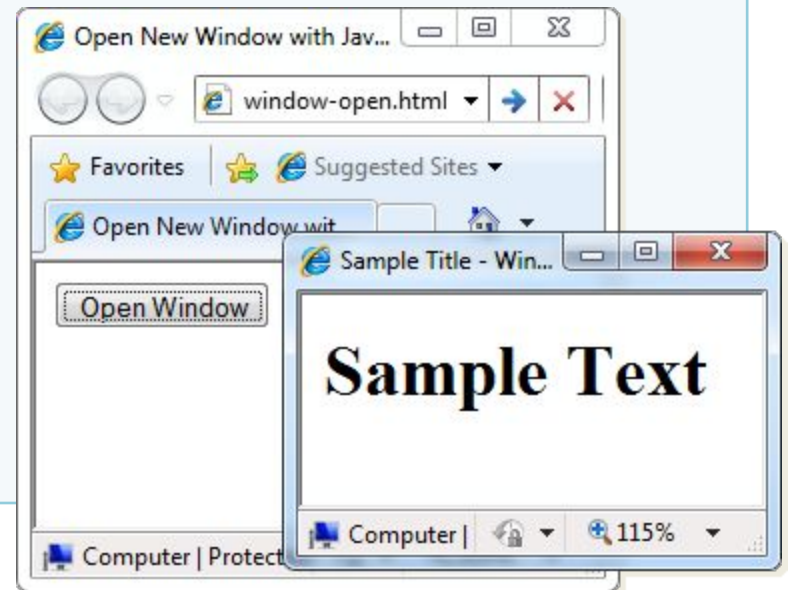 Open New Window with Jav...
window-open.html
Favorites
Suggested Sites
Open New Window wit
Open Window
Computer | Protect
Sample Title - Win...
Sample Text
Computer |
115%